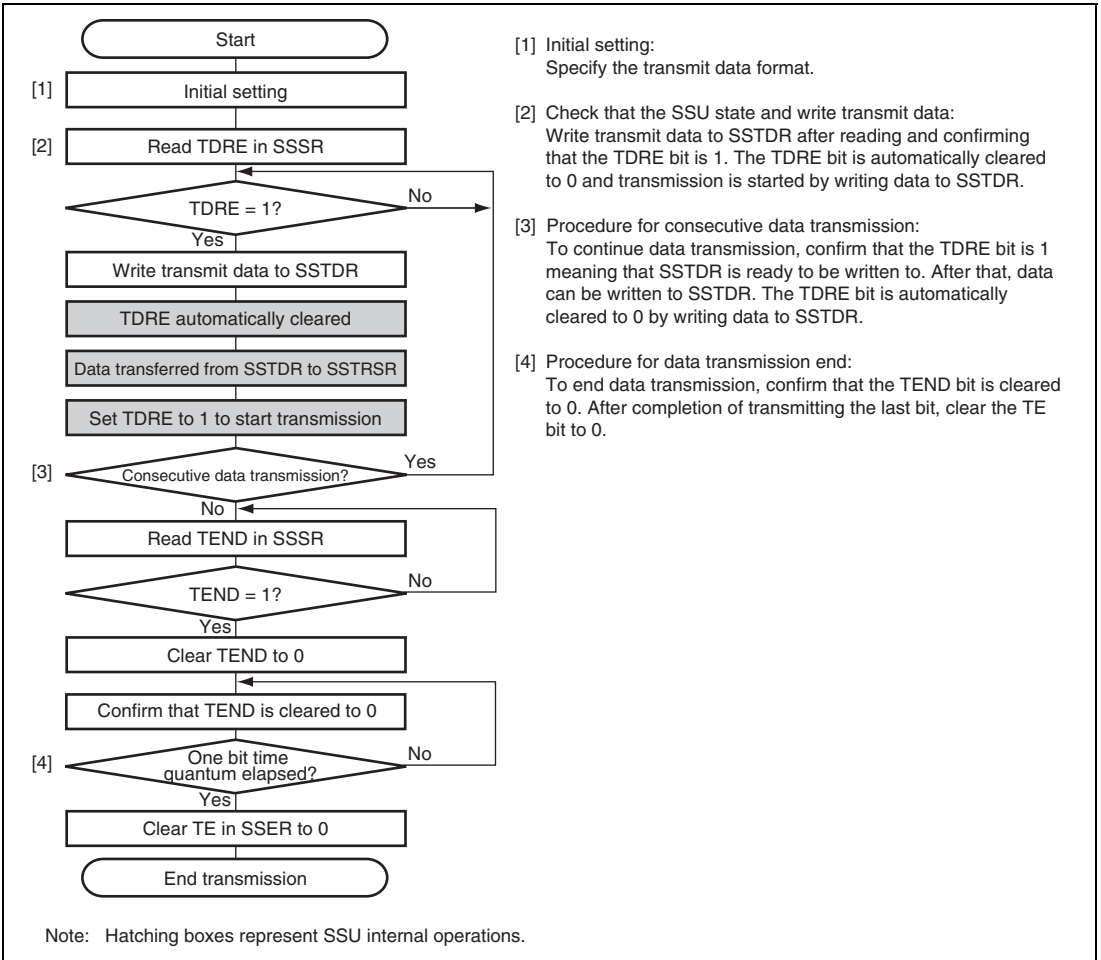 Start
[1] Initial setting
[2] Read TDRE in SSSR
TDRE = 1?
No
Yes
Write transmit data to SSTDR
TDRE automatically cleared
Data transferred from SSTDR to SSTRSR
Set TDRE to 1 to start transmission
[3] Consecutive data transmission?
Yes
No
Read TEND in SSSR
TEND = 1?
No
Yes
Clear TEND to 0
Confirm that TEND is cleared to 0
[4] One bit time
quantum elapsed?
No
Yes
Clear TE in SSER to 0
End transmission
[1] Initial setting:
Specify the transmit data format.
[2] Check that the SSU state and write transmit data:
Write transmit data to SSTDR after reading and confirming
that the TDRE bit is 1. The TDRE bit is automatically cleared
to 0 and transmission is started by writing data to SSTDR.
[3] Procedure for consecutive data transmission:
To continue data transmission, confirm that the TDRE bit is 1
meaning that SSTDR is ready to be written to. After that, data
can be written to SSTDR. The TDRE bit is automatically
cleared to 0 by writing data to SSTDR.
[4] Procedure for data transmission end:
To end data transmission, confirm that the TEND bit is cleared
to 0. After completion of transmitting the last bit, clear the TE
bit to 0.
Note: Hatching boxes represent SSU internal operations.